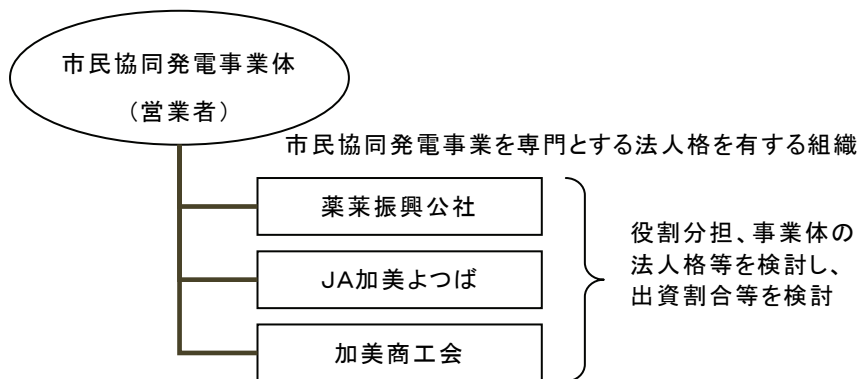 市民協同発電事業体
（営業者）
市民協同発電事業を専門とする法人格を有する組織
薬莱振興公社
JA加美よつば
加美商工会
役割分担、事業体の
法人格等を検討し、
出資割合等を検討